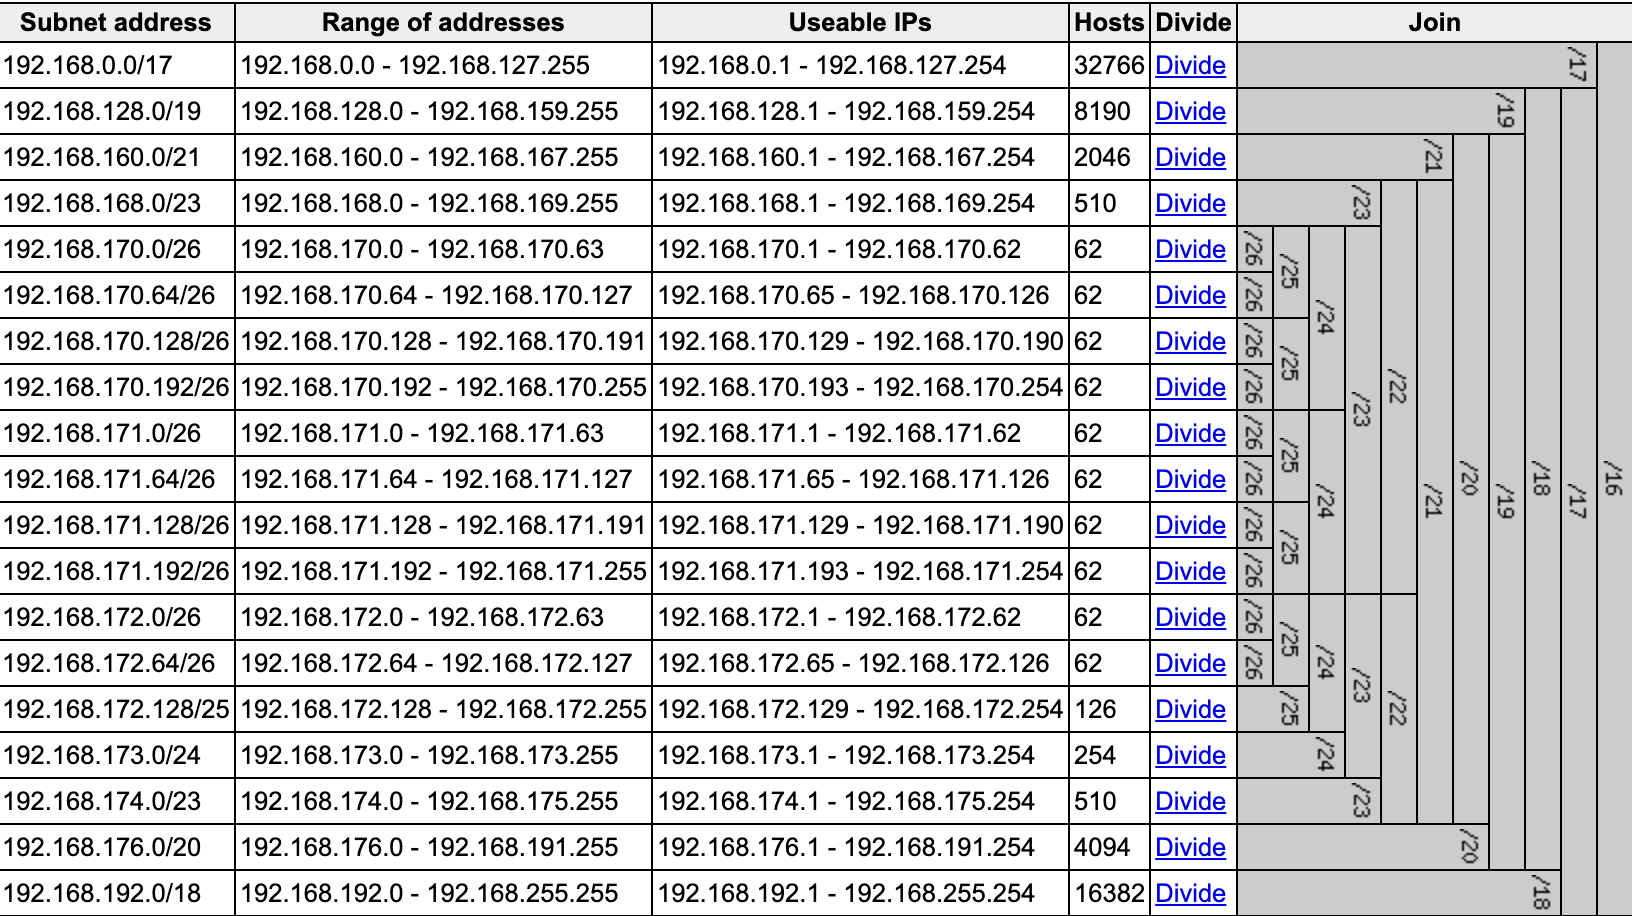 Subnet address Range of addresses Useable IPs Hosts Divide Join
192.168.0.0/17 192.168.0.0 - 192.168.127.255 192.168.0.1 - 192.168.127.254 32766 Divide /17
192.168.128.0/19 192.168.128.0 - 192.168.159.255 192.168.128.1 - 192.168.159.254 8190 Divide /19
192.168.160.0/21 192.168.160.0 - 192.168.167.255 192.168.160.1 - 192.168.167.254 2046 Divide /21
192.168.168.0/23 192.168.168.0 - 192.168.169.255 192.168.168.1 - 192.168.169.254 510 Divide /23
192.168.170.0/26 192.168.170.0 - 192.168.170.63 192.168.170.1 - 192.168.170.62 62 Divide /26 /25 /24 /23 /22 /21 /20 /19 /18 /17 /16
192.168.170.64/26 192.168.170.64 - 192.168.170.127 192.168.170.65 - 192.168.170.126 62 Divide /26
192.168.170.128/26 192.168.170.128 - 192.168.170.191 192.168.170.129 - 192.168.170.190 62 Divide /26 /25
192.168.170.192/26 192.168.170.192 - 192.168.170.255 192.168.170.193 - 192.168.170.254 62 Divide /26
192.168.171.0/26 192.168.171.0 - 192.168.171.63 192.168.171.1 - 192.168.171.62 62 Divide /26 /25 /24
192.168.171.64/26 192.168.171.64 - 192.168.171.127 192.168.171.65 - 192.168.171.126 62 Divide /26
192.168.171.128/26 192.168.171.128 - 192.168.171.191 192.168.171.129 - 192.168.171.190 62 Divide /26 /25
192.168.171.192/26 192.168.171.192 - 192.168.171.255 192.168.171.193 - 192.168.171.254 62 Divide /26
192.168.172.0/26 192.168.172.0 - 192.168.172.63 192.168.172.1 - 192.168.172.62 62 Divide /26 /25 /24 /23 /22
192.168.172.64/26 192.168.172.64 - 192.168.172.127 192.168.172.65 - 192.168.172.126 62 Divide /26
192.168.172.128/25 192.168.172.128 - 192.168.172.255 192.168.172.129 - 192.168.172.254 126 Divide /25
192.168.173.0/24 192.168.173.0 - 192.168.173.255 192.168.173.1 - 192.168.173.254 254 Divide /24
192.168.174.0/23 192.168.174.0 - 192.168.175.255 192.168.174.1 - 192.168.175.254 510 Divide /23
192.168.176.0/20 192.168.176.0 - 192.168.191.255 192.168.176.1 - 192.168.191.254 4094 Divide /20
192.168.192.0/18 192.168.192.0 - 192.168.255.255 192.168.192.1 - 192.168.255.254 16382 Divide /18